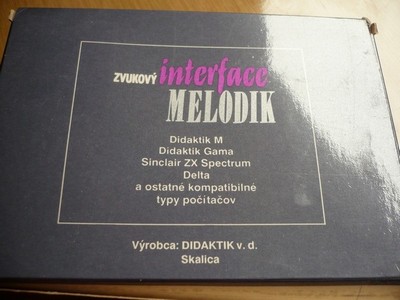 ZVUKOVÝ interface
MELODIK
Didaktik M
Didaktik Gama
Sinclair ZX Spectrum
Delta
a ostatné kompatibilné
typy počítačov
Výrobca: DIDAKTIK v. d.
Skalica